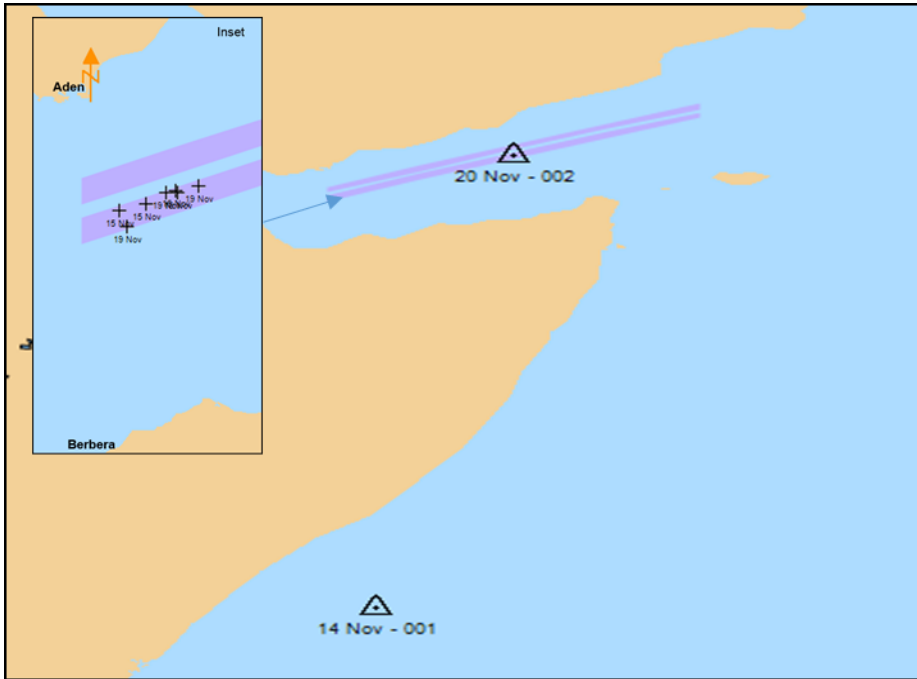 Inset
Aden
N
15 Nov
15 Nov
19 Nov
19 Nov
19 Nov
20 Nov - 002
Berbera
14 Nov - 001